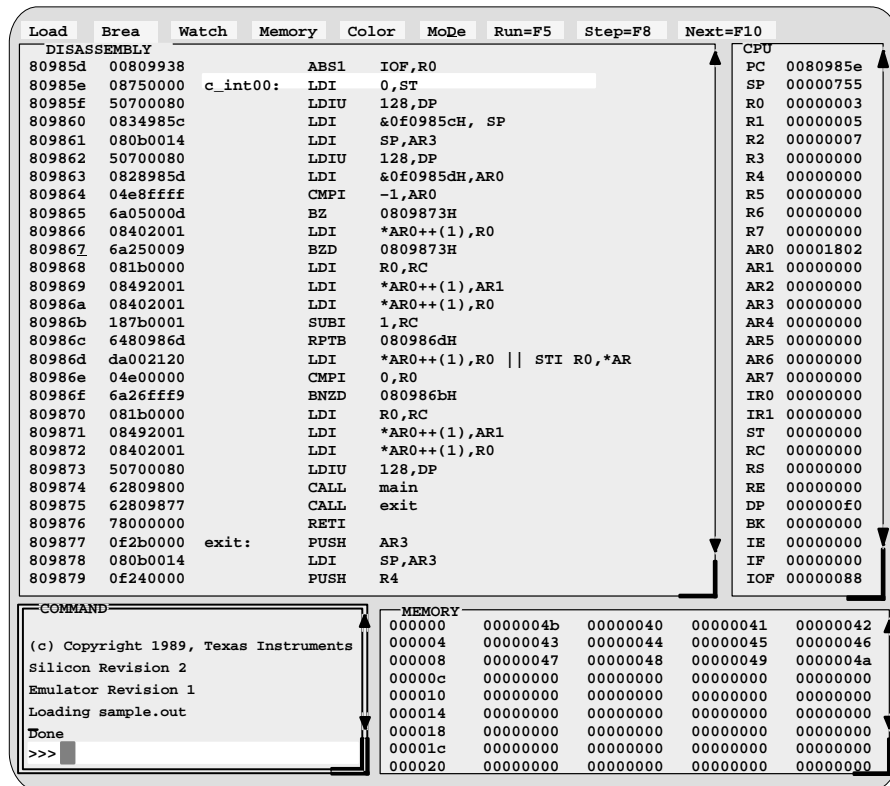 Load Brea Watch Memory Color MoDe Run=F5 Step=F8 Next=F10
DISASSEMBLY
80985d 00809938 ABS1 IOF,R0
80985e 08750000 c_int00: LDI 0,ST
80985f 50700080 LDIU 128,DP
809860 0834985c LDI &0f0985cH, SP
809861 080b0014 LDI SP,AR3
809862 50700080 LDIU 128,DP
809863 0828985d LDI &0f0985dH,AR0
809864 04e8ffff CMPI −1,AR0
809865 6a05000d BZ 0809873H
809866 08402001 LDI *AR0++(1),R0
809867 6a250009 BZD 0809873H
809868 081b0000 LDI R0,RC
809869 08492001 LDI *AR0++(1),AR1
80986a 08402001 LDI *AR0++(1),R0
80986b 187b0001 SUBI 1,RC
80986c 6480986d RPTB 080986dH
80986d da002120 LDI *AR0++(1),R0 || STI R0,*AR
80986e 04e00000 CMPI 0,R0
80986f 6a26fff9 BNZD 080986bH
809870 081b0000 LDI R0,RC
809871 08492001 LDI *AR0++(1),AR1
809872 08402001 LDI *AR0++(1),R0
809873 50700080 LDIU 128,DP
809874 62809800 CALL main
809875 62809877 CALL exit
809876 78000000 RETI
809877 0f2b0000 exit: PUSH AR3
809878 080b0014 LDI SP,AR3
809879 0f240000 PUSH R4
CPU
PC 0080985e
SP 00000755
R0 00000003
R1 00000005
R2 00000007
R3 00000000
R4 00000000
R5 00000000
R6 00000000
R7 00000000
AR0 00001802
AR1 00000000
AR2 00000000
AR3 00000000
AR4 00000000
AR5 00000000
AR6 00000000
AR7 00000000
IR0 00000000
IR1 00000000
ST 00000000
RC 00000000
RS 00000000
RE 00000000
DP 000000f0
BK 00000000
IE 00000000
IF 00000000
IOF 00000088
COMMAND
(c) Copyright 1989, Texas Instruments
Silicon Revision 2
Emulator Revision 1
Loading sample.out
Done
>>>
MEMORY
000000 0000004b 00000040 00000041 00000042
000004 00000043 00000044 00000045 00000046
000008 00000047 00000048 00000049 0000004a
00000c 00000000 00000000 00000000 00000000
000010 00000000 00000000 00000000 00000000
000014 00000000 00000000 00000000 00000000
000018 00000000 00000000 00000000 00000000
00001c 00000000 00000000 00000000 00000000
000020 00000000 00000000 00000000 00000000